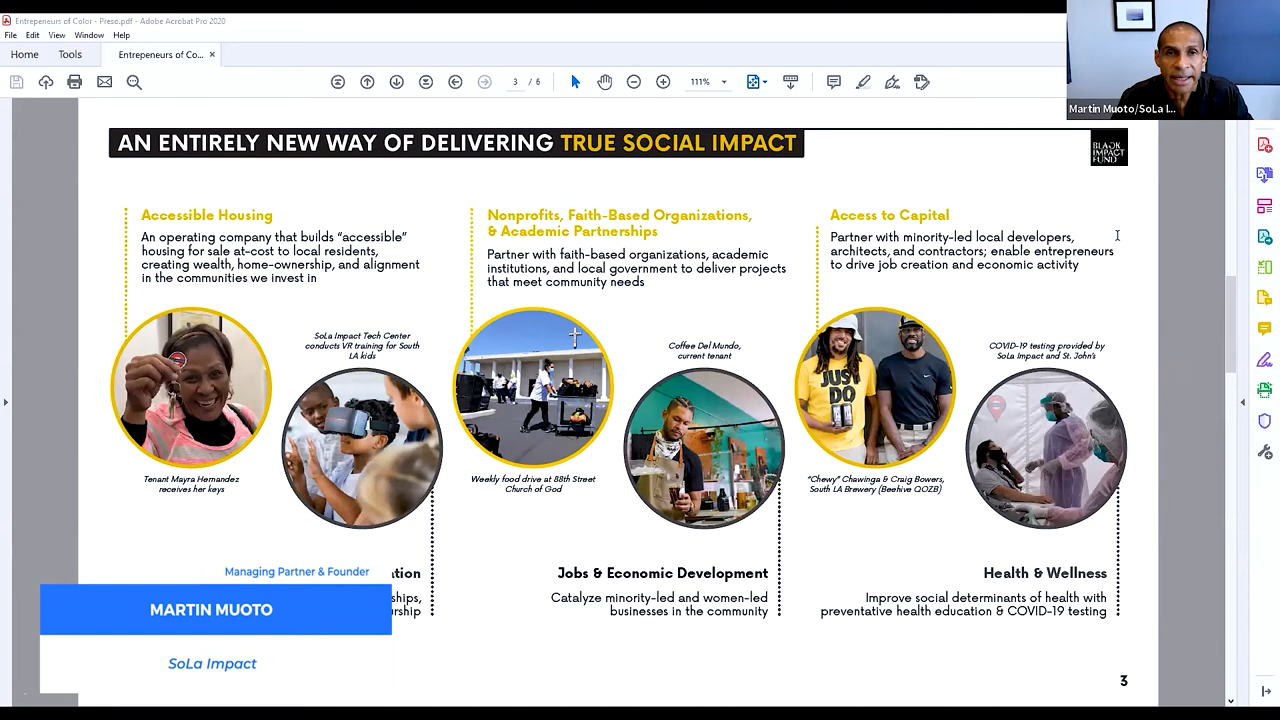 Entrepeneurs of Color - Preso.pdf - Adobe Acrobat Pro 2020
File Edit View Window Help
Home Tools Entrepeneurs of Co... ×
3 / 6 111%
Martin Muoto/SoLa I...
AN ENTIRELY NEW WAY OF DELIVERING TRUE SOCIAL IMPACT
BLACK
IMPACT
FUND
Accessible Housing
An operating company that builds “accessible”
housing for sale at-cost to local residents,
creating wealth, home-ownership, and alignment
in the communities we invest in
Nonprofits, Faith-Based Organizations,
& Academic Partnerships
Partner with faith-based organizations, academic
institutions, and local government to deliver projects
that meet community needs
Access to Capital
Partner with minority-led local developers,
architects, and contractors; enable entrepreneurs
to drive job creation and economic activity
SoLa Impact Tech Center
conducts VR training for South
LA kids
Coffee Del Mundo,
current tenant
COVID-19 testing provided by
SoLa Impact and St. John's
JUST
DO
Tenant Mayra Hernandez
receives her keys
Weekly food drive at 88th Street
Church of God
“Chewy” Chawinga & Craig Bowers,
South LA Brewery (Beehive QOZB)
Jobs & Economic Development
Catalyze minority-led and women-led
businesses in the community
Health & Wellness
Improve social determinants of health with
preventative health education & COVID-19 testing
Managing Partner & Founder
MARTIN MUOTO
SoLa Impact
3